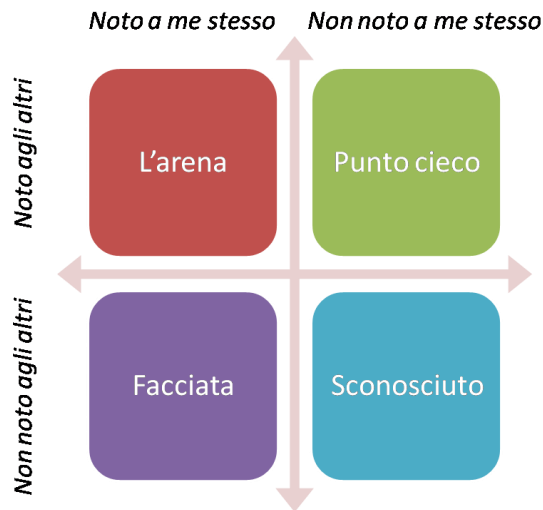 Noto a me stesso
Non noto a me stesso
Noto agli altri
L'arena
Punto cieco
Non noto agli altri
Facciata
Sconosciuto